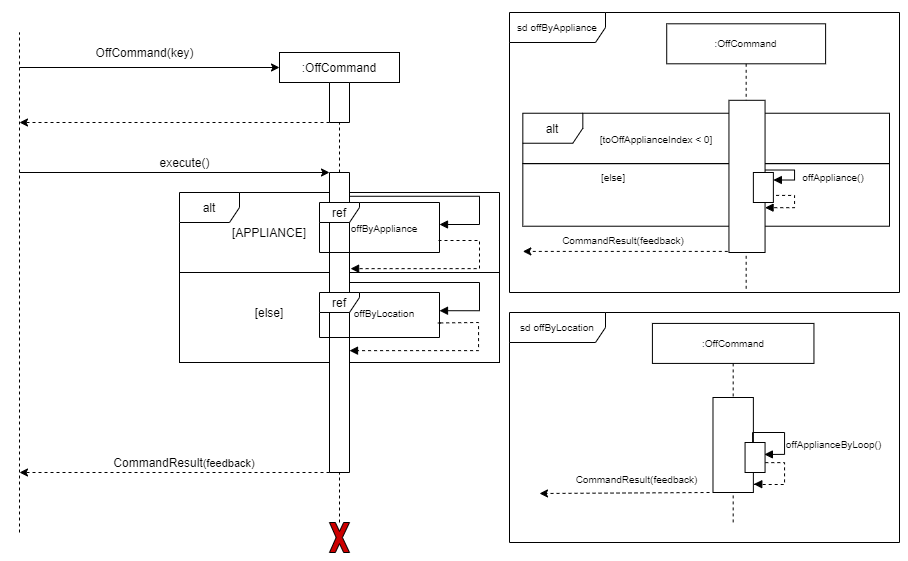 OffCommand(key)
:OffCommand
execute()
alt
[APPLIANCE]
ref
offByAppliance
[else]
ref
offByLocation
CommandResult(feedback)
X
sd offByAppliance
:OffCommand
alt
[toOffApplianceIndex < 0]
[else]
offAppliance()
CommandResult(feedback)
sd offByLocation
:OffCommand
offApplianceByLoop()
CommandResult(feedback)